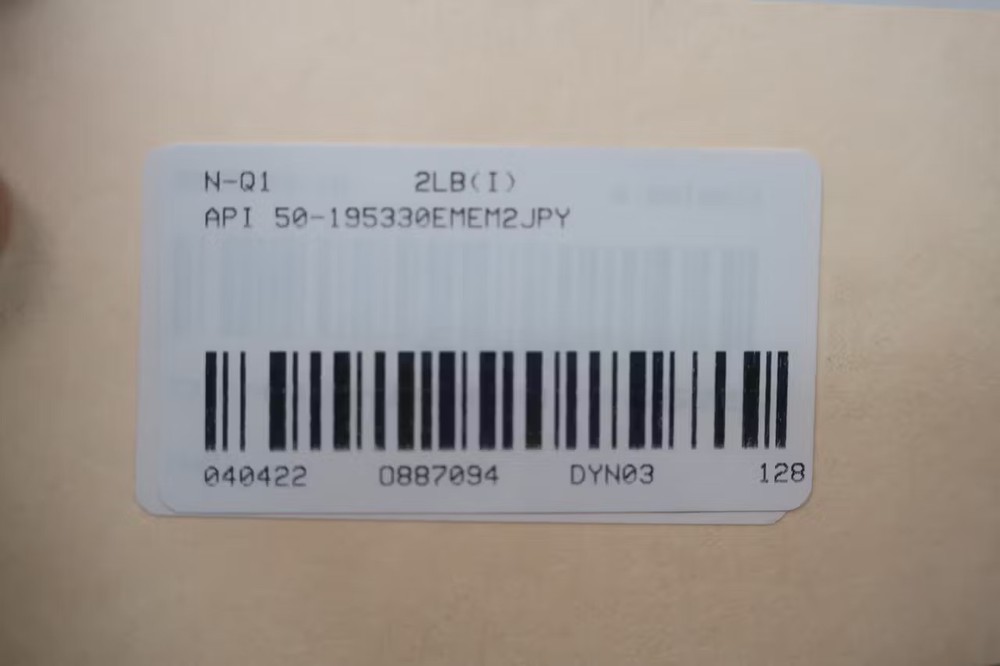 N-Q1 2LB(I)
API 50-195330EMEM2JPY
040422 0887094 DYN03 128